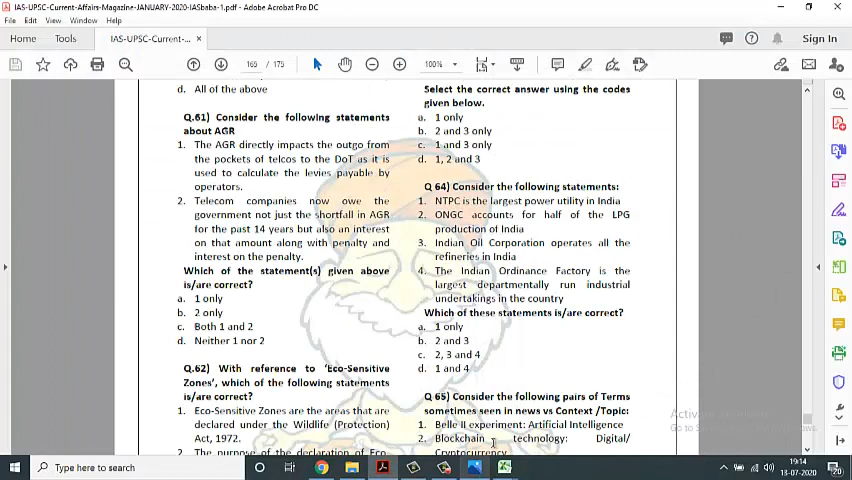 IAS-UPSC-Current-Affairs-Magazine-JANUARY-2020-IASbaba-1.pdf - Adobe Acrobat Pro DC
File Edit View Window Help
Home Tools IAS-UPSC-Current-... × Sign In
165 / 175 100%
d. All of the above
Q.61) Consider the following statements
about AGR
1. The AGR directly impacts the outgo from
the pockets of telcos to the DoT as it is
used to calculate the levies payable by
operators.
2. Telecom companies now owe the
government not just the shortfall in AGR
for the past 14 years but also an interest
on that amount along with penalty and
interest on the penalty.
Which of the statement(s) given above
is/are correct?
a. 1 only
b. 2 only
c. Both 1 and 2
d. Neither 1 nor 2
Q.62) With reference to 'Eco-Sensitive
Zones', which of the following statements
is/are correct?
1. Eco-Sensitive Zones are the areas that are
declared under the Wildlife (Protection)
Act, 1972.
2. The purpose of the declaration of Eco-
Select the correct answer using the codes
given below.
a. 1 only
b. 2 and 3 only
c. 1 and 3 only
d. 1, 2 and 3
Q 64) Consider the following statements:
1. NTPC is the largest power utility in India
2. ONGC accounts for half of the LPG
production of India
3. Indian Oil Corporation operates all the
refineries in India
4. The Indian Ordinance Factory is the
largest departmentally run industrial
undertakings in the country
Which of these statements is/are correct?
a. 1 only
b. 2 and 3
c. 2, 3 and 4
d. 1 and 4
Q 65) Consider the following pairs of Terms
sometimes seen in news vs Context /Topic:
1. Belle II experiment: Artificial Intelligence
2. Blockchain technology: Digital/
Cryptocurrency
Type here to search
19:14
13-07-2020
20